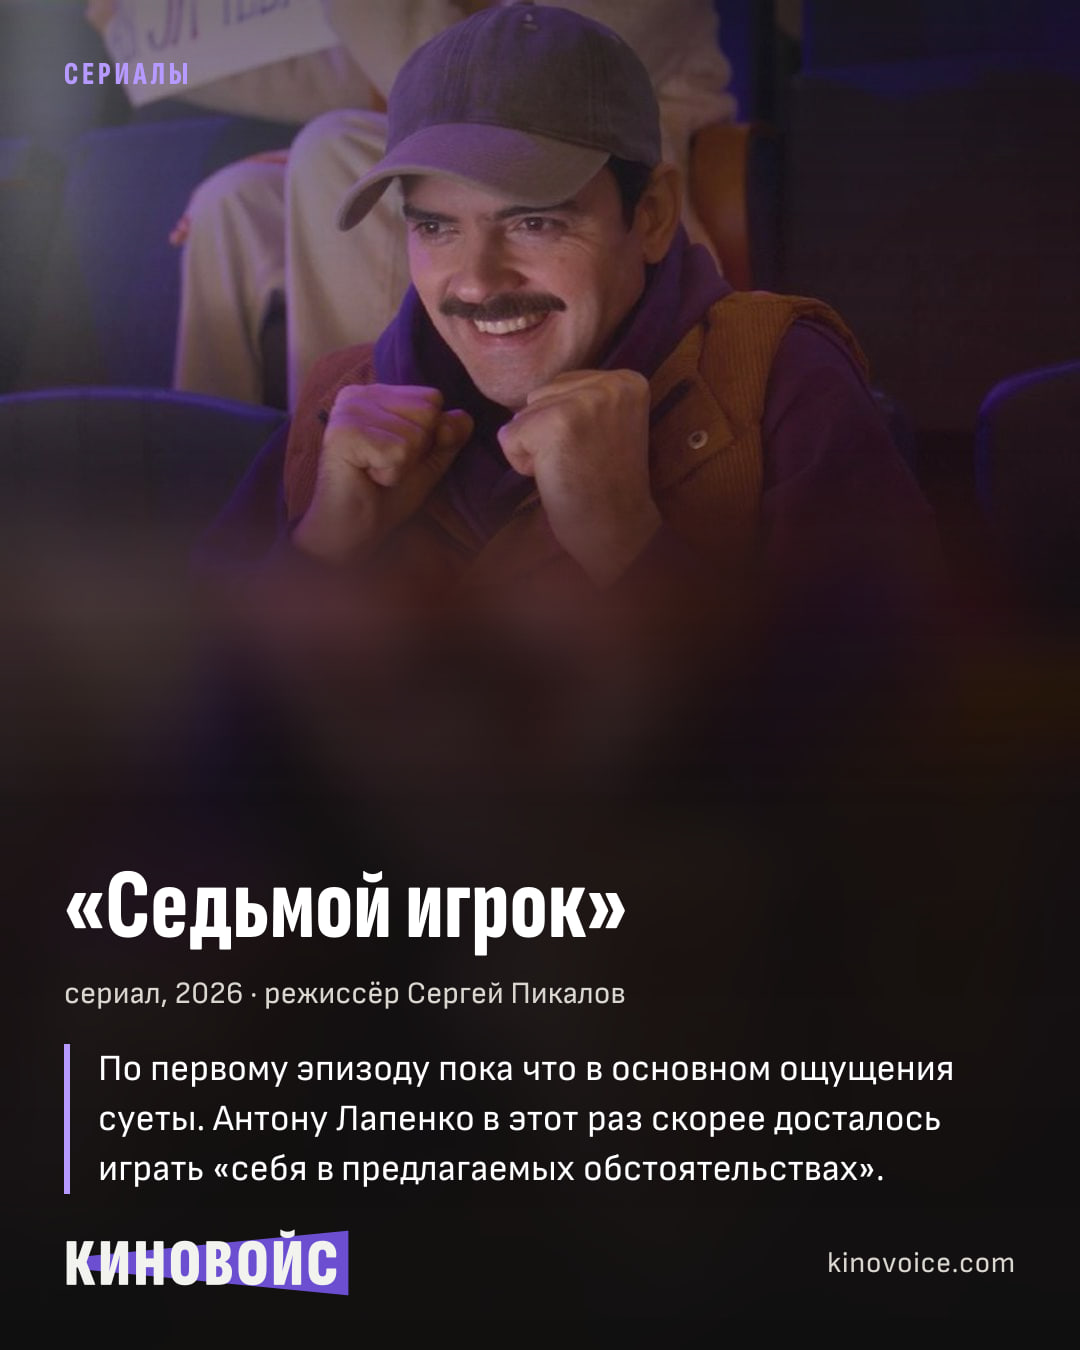 СЕРИАЛЫ
«Седьмой игрок»
сериал, 2026 · режиссёр Сергей Пикалов
По первому эпизоду пока что в основном ощущения
суеты. Антону Лапенко в этот раз скорее досталось
играть «себя в предлагаемых обстоятельствах».
КИНОВОЙС
kinovoice.com